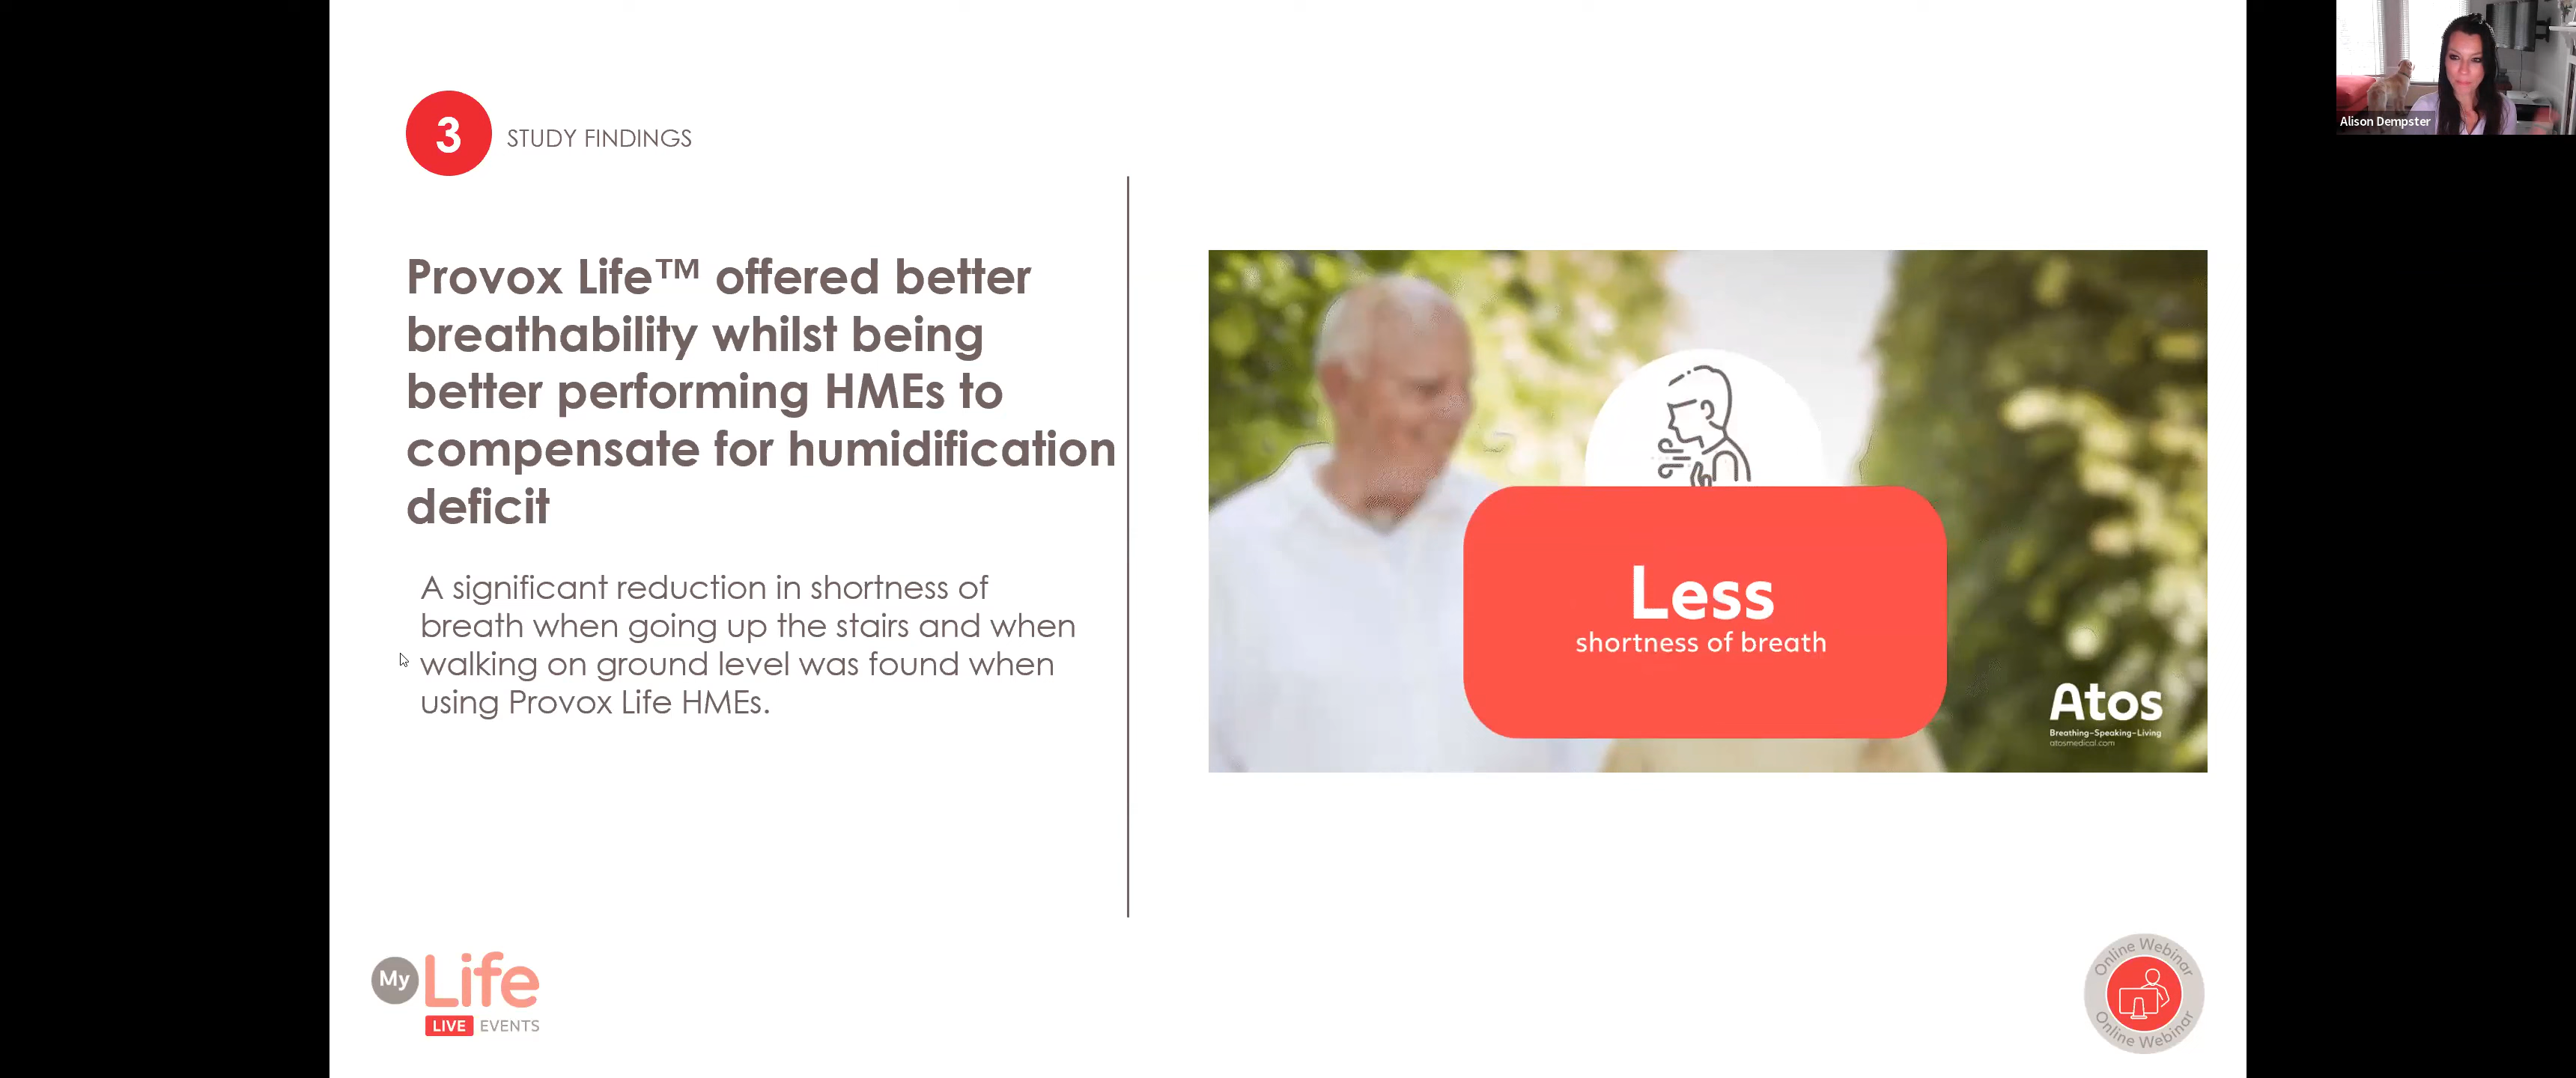 3
STUDY FINDINGS
Provox Life™ offered better
breathability whilst being
better performing HMEs to
compensate for humidification
deficit
A significant reduction in shortness of
breath when going up the stairs and when
walking on ground level was found when
using Provox Life HMEs.
Less
shortness of breath
Atos
Breathing–Speaking–Living
atosmedical.com
My Life
LIVE EVENTS
Online Webinar
Online Webinar
Alison Dempster